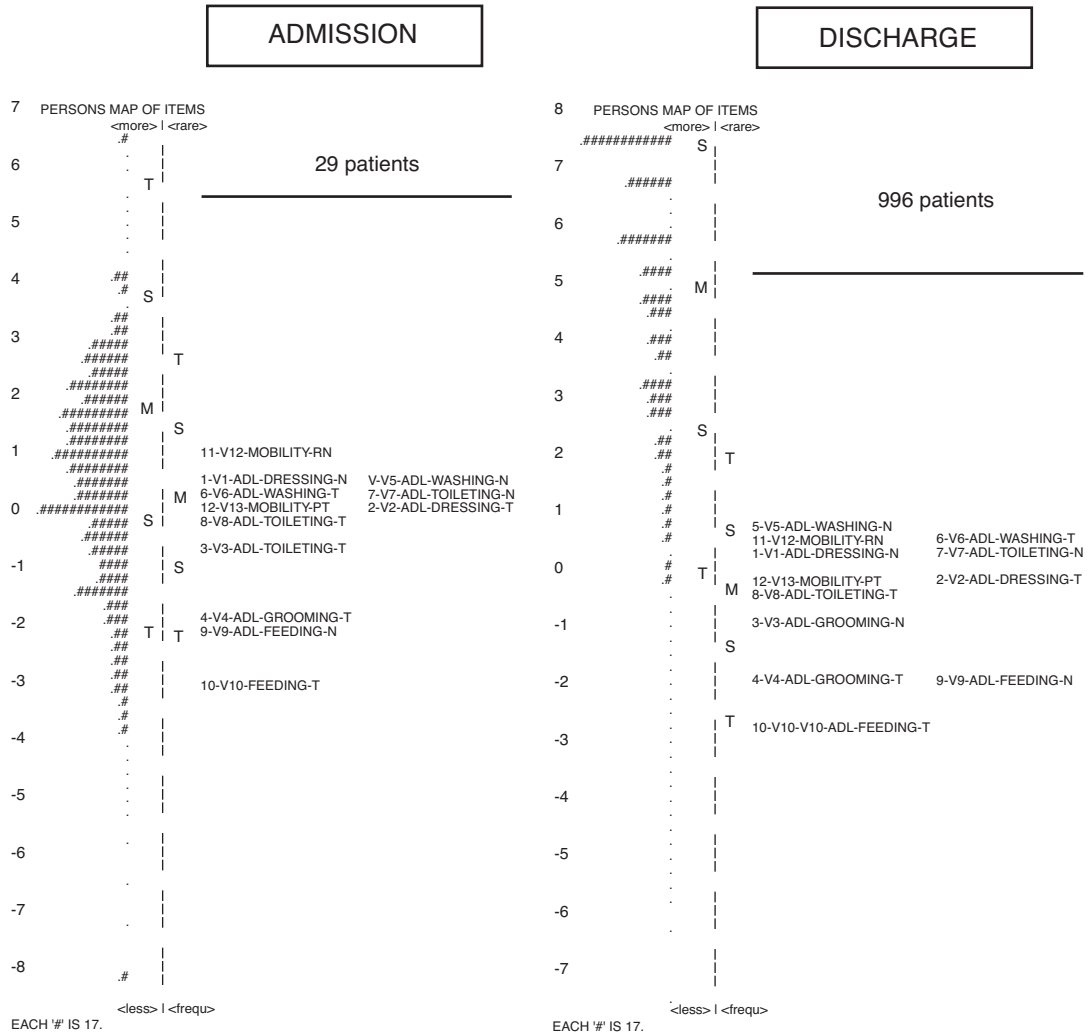 ADMISSION
7 PERSONS MAP OF ITEMS
<more> | <rare>
.#
6 .
29 patients
.
T
.
5 .
.
.
4 .##
.#
S
.
.##
.##
3 .#####
.######
T
.#####
.########
2 .######
.########
M
.#########
.########
S
.########
1 .##########
11-V12-MOBILITY-RN
.########
.#######
1-V1-ADL-DRESSING-N V-V5-ADL-WASHING-N
.#######
M
6-V6-ADL-WASHING-T 7-V7-ADL-TOILETING-N
0 .############
12-V13-MOBILITY-PT 2-V2-ADL-DRESSING-T
.#####
S
8-V8-ADL-TOILETING-T
.######
.#####
3-V3-ADL-TOILETING-T
-1 ####
S
.####
.#######
.###
-2 .###
4-V4-ADL-GROOMING-T
.##
T T
9-V9-ADL-FEEDING-N
.##
.##
.##
-3 .##
10-V10-FEEDING-T
.#
.#
.#
-4 .
.
.
-5 .
.
.
.
-6
.
-7 .
-8 .#
<less> | <frequ>
EACH '#' IS 17.
DISCHARGE
8 PERSONS MAP OF ITEMS
<more> | <rare>
.############
S
7 .######
996 patients
.
.
6 .
.#######
.
.####
5 .
M
.####
.###
.
4 .###
.##
.
.###
3 .###
.###
.
S
.##
2 .##
T
.#
.#
.#
1 .#
.#
S
5-V5-ADL-WASHING-N
.#
11-V12-MOBILITY-RN 6-V6-ADL-WASHING-T
1-V1-ADL-DRESSING-N 7-V7-ADL-TOILETING-N
0 #
T
.#
12-V13-MOBILITY-PT 2-V2-ADL-DRESSING-T
.
M
8-V8-ADL-TOILETING-T
.
-1 .
3-V3-ADL-GROOMING-N
.
S
.
.
-2 .
4-V4-ADL-GROOMING-T 9-V9-ADL-FEEDING-N
.
.
T
10-V10-V10-ADL-FEEDING-T
-3 .
.
.
.
-4 .
.
.
.
-5 .
.
.
.
-6 .
-7
.
<less> | <frequ>
EACH '#' IS 17.